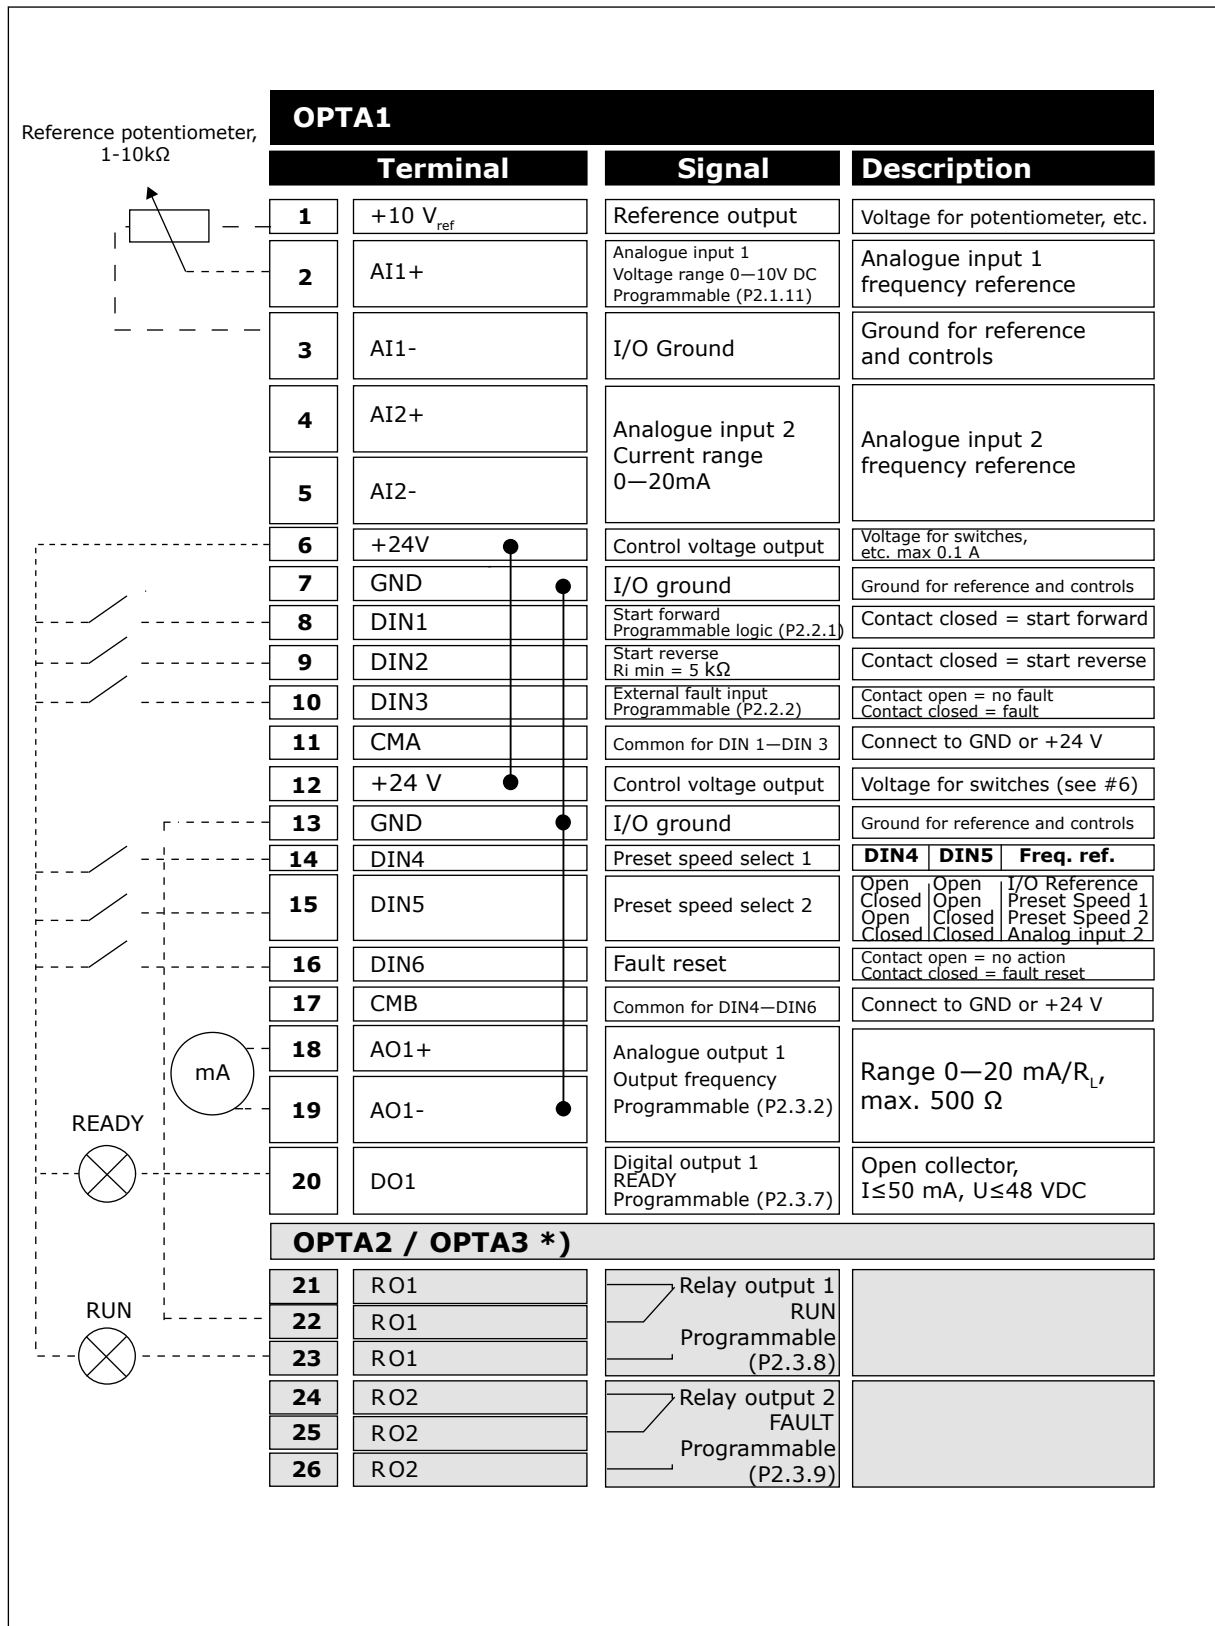 Reference potentiometer,
1-10kΩ
OPTA1
Terminal Signal Description
1 +10 Vref Reference output Voltage for potentiometer, etc.
2 AI1+ Analogue input 1
Voltage range 0—10V DC
Programmable (P2.1.11)
Analogue input 1
frequency reference
3 AI1- I/O Ground Ground for reference
and controls
4 AI2+
5 AI2-
Analogue input 2
Current range
0—20mA
Analogue input 2
frequency reference
6 +24V Control voltage output Voltage for switches,
etc. max 0.1 A
7 GND I/O ground Ground for reference and controls
8 DIN1 Start forward
Programmable logic (P2.2.1)
Contact closed = start forward
9 DIN2 Start reverse
Ri min = 5 kΩ
Contact closed = start reverse
10 DIN3 External fault input
Programmable (P2.2.2)
Contact open = no fault
Contact closed = fault
11 CMA Common for DIN 1—DIN 3 Connect to GND or +24 V
12 +24 V Control voltage output Voltage for switches (see #6)
13 GND I/O ground Ground for reference and controls
14 DIN4 Preset speed select 1 DIN4 DIN5 Freq. ref.
15 DIN5 Preset speed select 2
Open Open I/O Reference
Closed Open Preset Speed 1
Open Closed Preset Speed 2
Closed Closed Analog input 2
16 DIN6 Fault reset Contact open = no action
Contact closed = fault reset
17 CMB Common for DIN4—DIN6 Connect to GND or +24 V
mA
18 AO1+
19 AO1-
Analogue output 1
Output frequency
Programmable (P2.3.2)
Range 0—20 mA/RL,
max. 500 Ω
READY
20 DO1 Digital output 1
READY
Programmable (P2.3.7)
Open collector,
I≤50 mA, U≤48 VDC
OPTA2 / OPTA3 *)
RUN
21 RO1
22 RO1
23 RO1
Relay output 1
RUN
Programmable
(P2.3.8)
24 RO2
25 RO2
26 RO2
Relay output 2
FAULT
Programmable
(P2.3.9)